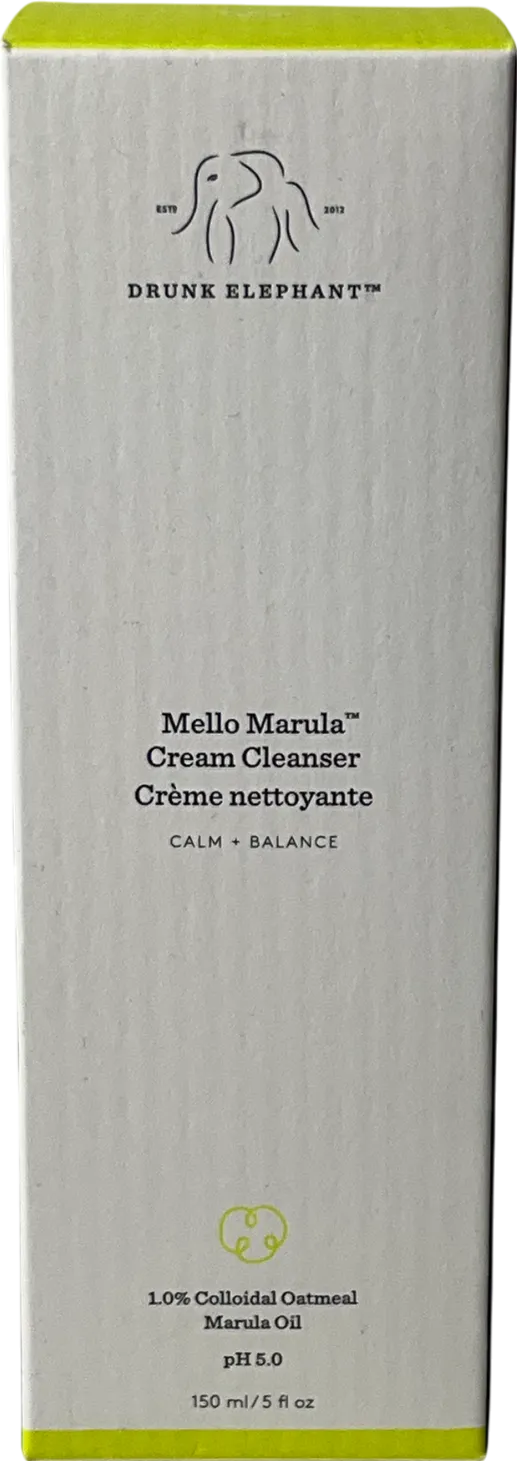 ESTD 2012
DRUNK ELEPHANT™
Mello Marula™
Cream Cleanser
Crème nettoyante
CALM + BALANCE
1.0% Colloidal Oatmeal
Marula Oil
pH 5.0
150 ml/5 fl oz